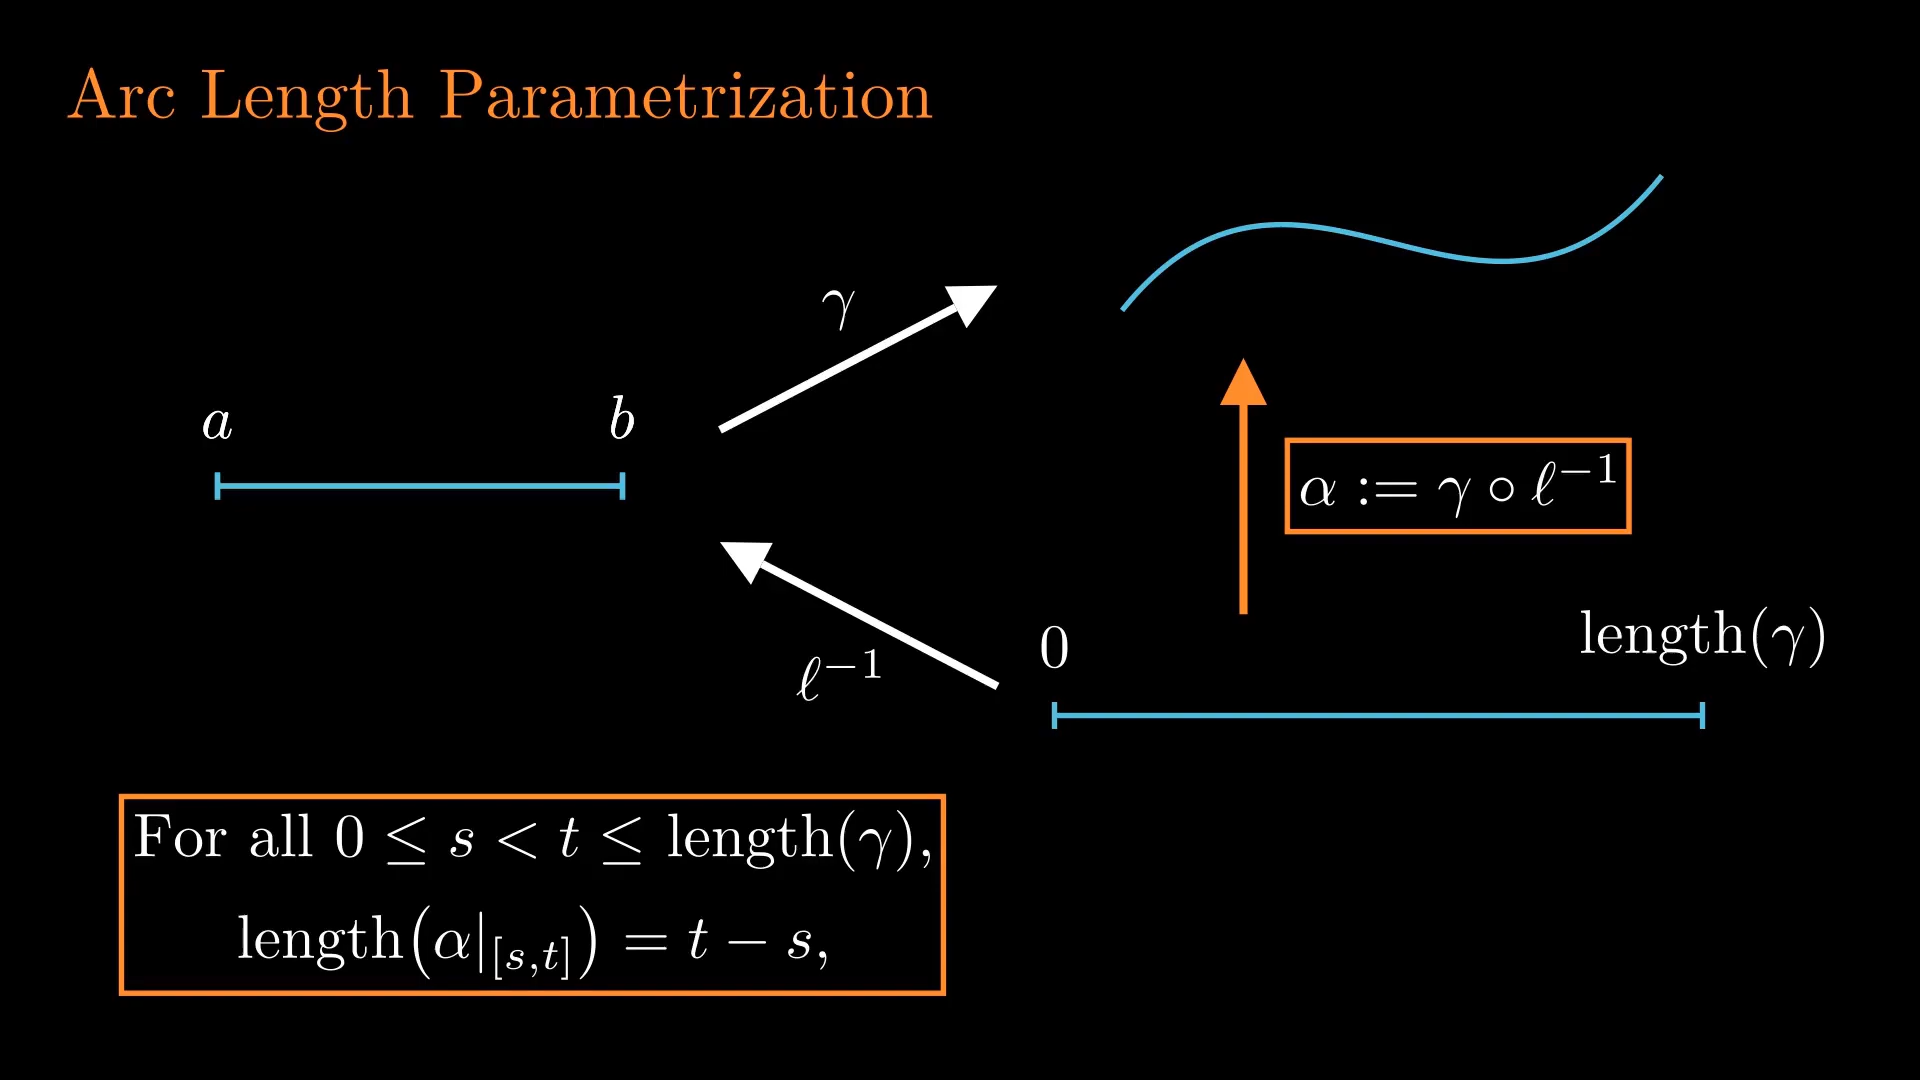 Arc Length Parametrization
γ
a b
α := γ ∘ ℓ⁻¹
0 length(γ)
ℓ⁻¹
For all 0 ≤ s < t ≤ length(γ),
length(α|[s,t]) = t − s,